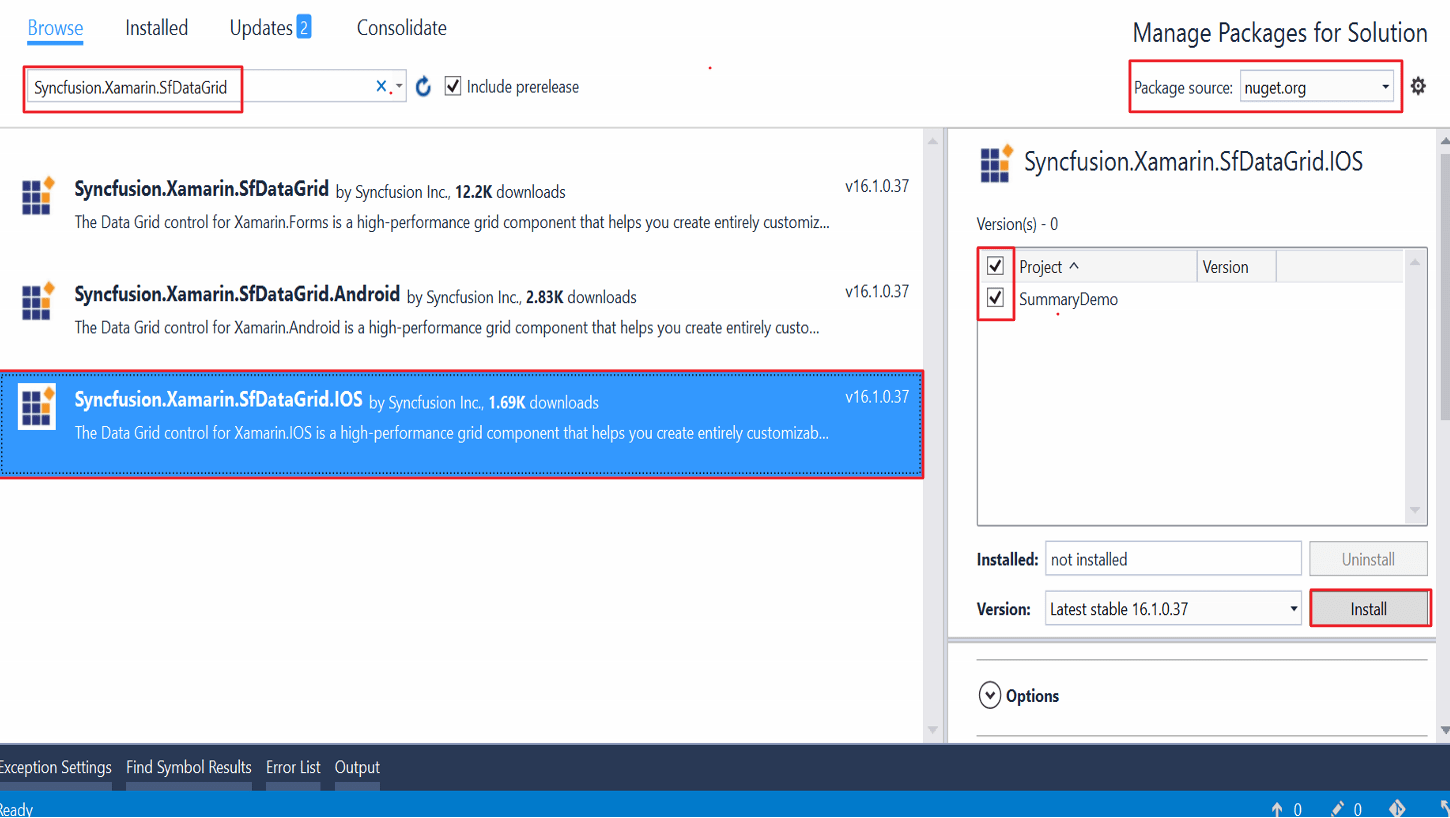 Browse Installed Updates 2 Consolidate
Manage Packages for Solution
Syncfusion.Xamarin.SfDataGrid Include prerelease
Package source: nuget.org
Syncfusion.Xamarin.SfDataGrid by Syncfusion Inc., 12.2K downloads v16.1.0.37
The Data Grid control for Xamarin.Forms is a high-performance grid component that helps you create entirely customiz...
Syncfusion.Xamarin.SfDataGrid.Android by Syncfusion Inc., 2.83K downloads v16.1.0.37
The Data Grid control for Xamarin.Android is a high-performance grid component that helps you create entirely custo...
Syncfusion.Xamarin.SfDataGrid.IOS by Syncfusion Inc., 1.69K downloads v16.1.0.37
The Data Grid control for Xamarin.IOS is a high-performance grid component that helps you create entirely customizab...
Syncfusion.Xamarin.SfDataGrid.IOS
Version(s) - 0
Project Version
SummaryDemo
Installed: not installed Uninstall
Version: Latest stable 16.1.0.37 Install
Options
Exception Settings Find Symbol Results Error List Output
Ready 0 0